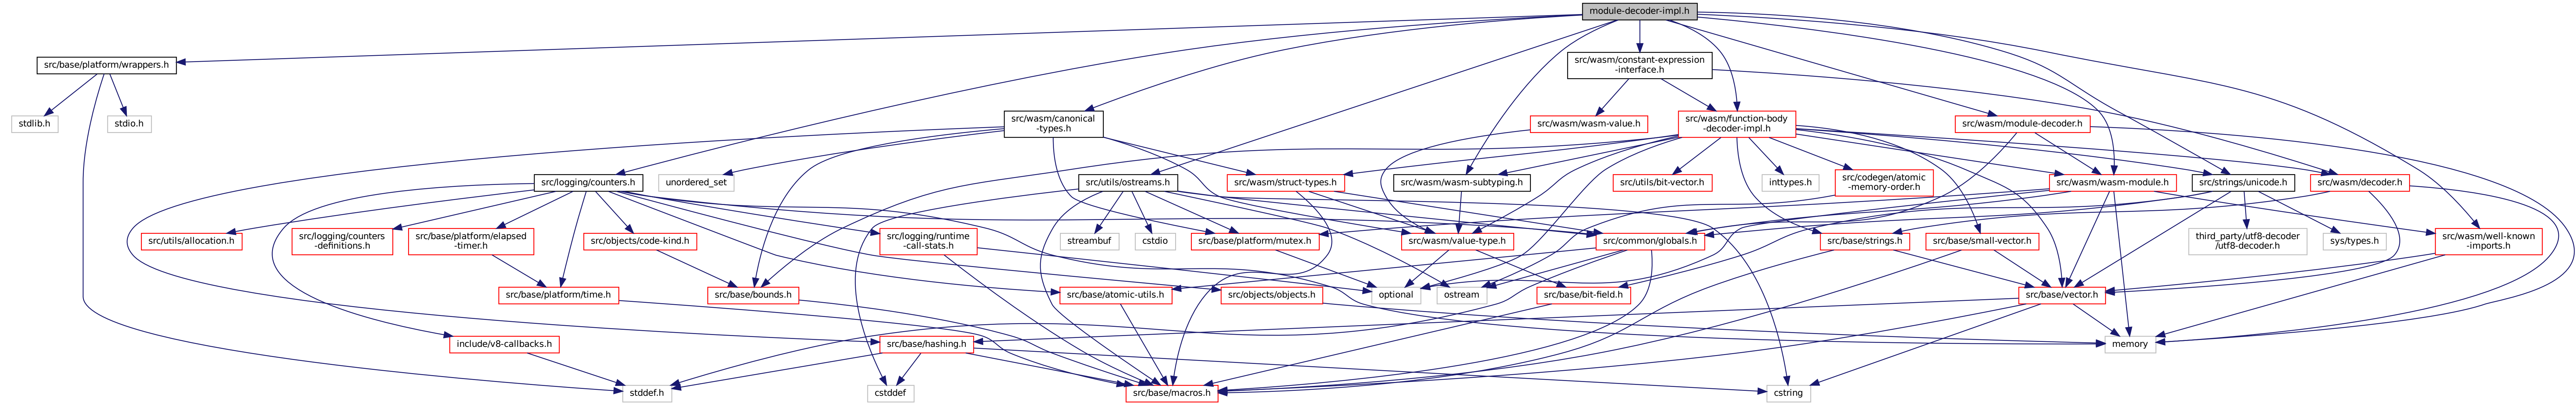 module-decoder-impl.h
src/base/platform/wrappers.h
src/wasm/constant-expression
-interface.h
stdlib.h
stdio.h
src/wasm/canonical
-types.h
src/wasm/wasm-value.h
src/wasm/function-body
-decoder-impl.h
src/wasm/module-decoder.h
src/logging/counters.h
unordered_set
src/utils/ostreams.h
src/wasm/struct-types.h
src/wasm/wasm-subtyping.h
src/utils/bit-vector.h
inttypes.h
src/codegen/atomic
-memory-order.h
src/wasm/wasm-module.h
src/strings/unicode.h
src/wasm/decoder.h
src/utils/allocation.h
src/logging/counters
-definitions.h
src/base/platform/elapsed
-timer.h
src/objects/code-kind.h
src/logging/runtime
-call-stats.h
streambuf
cstdio
src/base/platform/mutex.h
src/wasm/value-type.h
src/common/globals.h
src/base/strings.h
src/base/small-vector.h
third_party/utf8-decoder
/utf8-decoder.h
sys/types.h
src/wasm/well-known
-imports.h
src/base/platform/time.h
src/base/bounds.h
src/base/atomic-utils.h
src/objects/objects.h
optional
ostream
src/base/bit-field.h
src/base/vector.h
include/v8-callbacks.h
src/base/hashing.h
memory
stddef.h
cstddef
src/base/macros.h
cstring